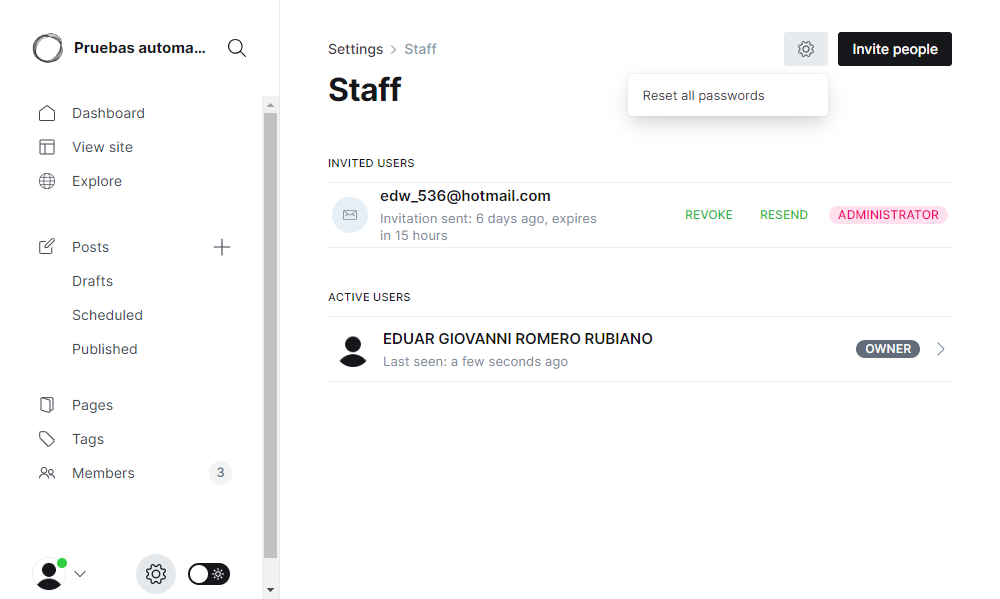 Pruebas automa...
Dashboard
View site
Explore
Posts
Drafts
Scheduled
Published
Pages
Tags
Members
3
Settings > Staff
Invite people
Staff
Reset all passwords
INVITED USERS
edw_536@hotmail.com
Invitation sent: 6 days ago, expires
in 15 hours
REVOKE
RESEND
ADMINISTRATOR
ACTIVE USERS
EDUAR GIOVANNI ROMERO RUBIANO
Last seen: a few seconds ago
OWNER